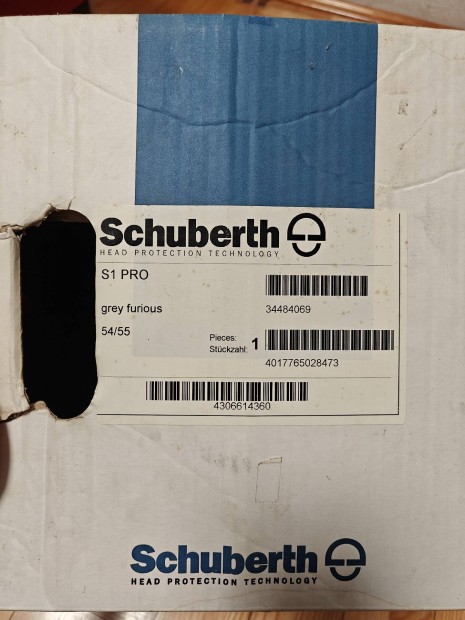 Schuberth
HEAD PROTECTION TECHNOLOGY
S1 PRO
grey furious
34484069
54/55
Pieces:
Stückzahl: 1
4017765028473
4306614360
Schuberth
HEAD PROTECTION TECHNOLOGY